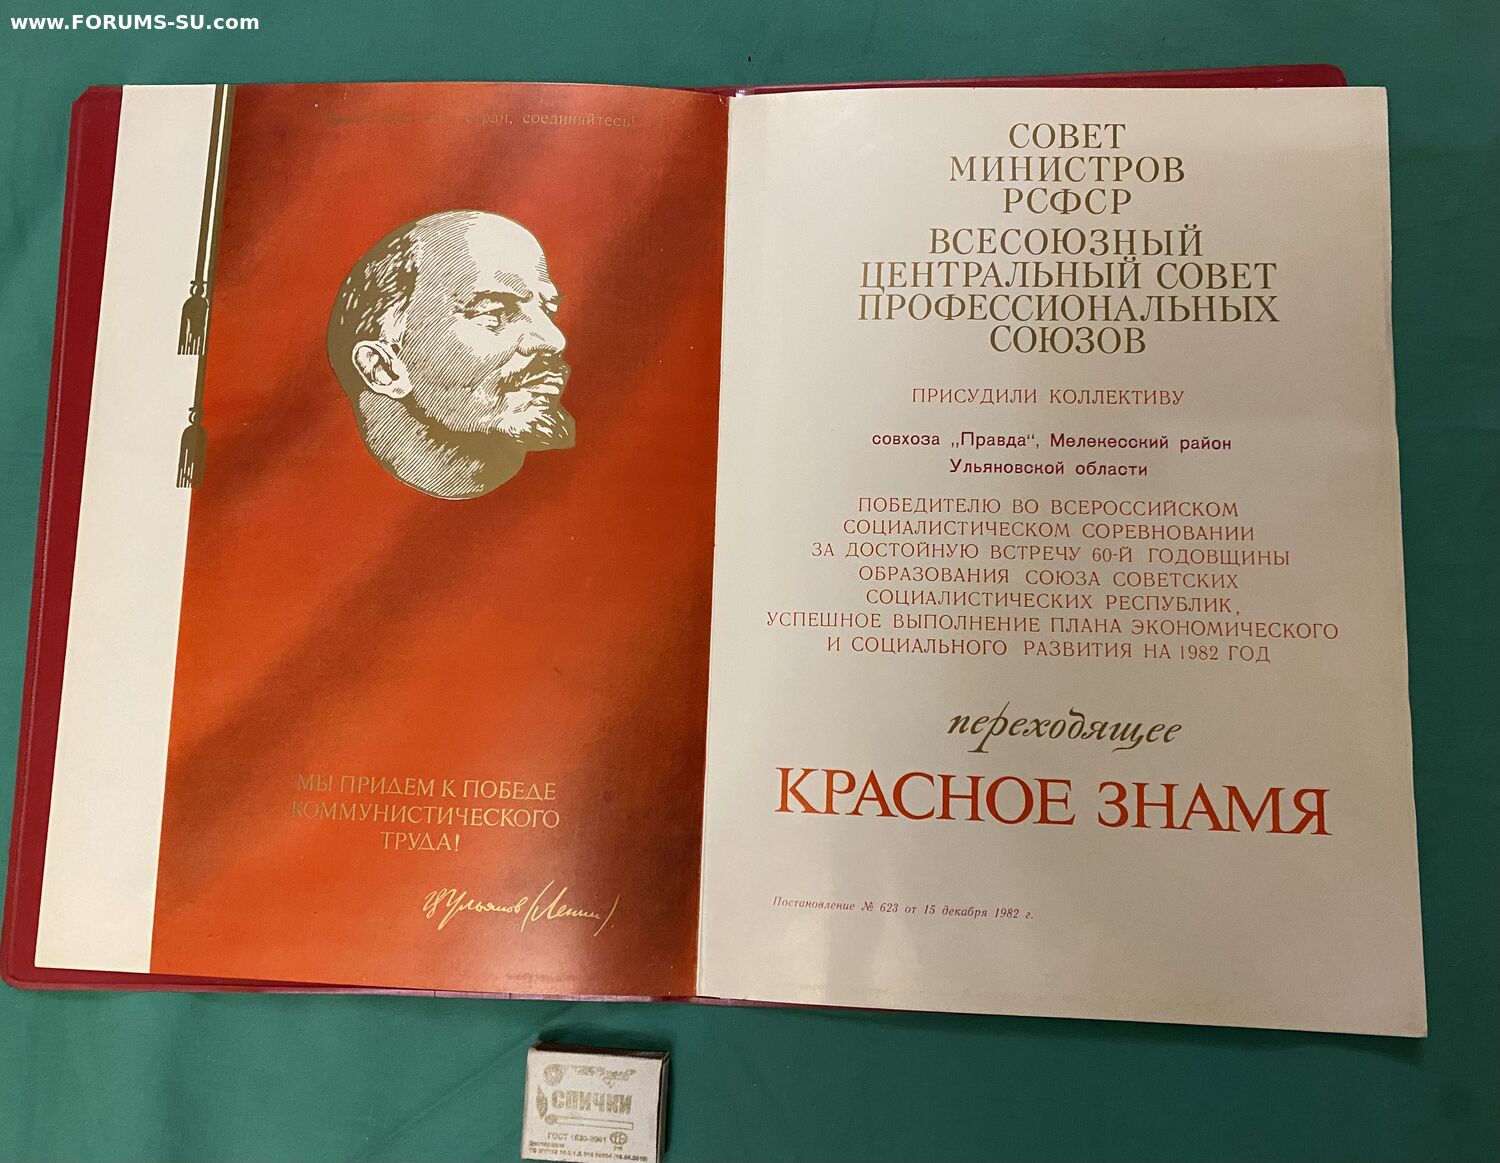 www.FORUMS-SU.com
стран, соединяйтесь!
МЫ ПРИДЕМ К ПОБЕДЕ
КОММУНИСТИЧЕСКОГО
ТРУДА!
Ульянов (Ленин)
СОВЕТ
МИНИСТРОВ
РСФСР
ВСЕСОЮЗНЫЙ
ЦЕНТРАЛЬНЫЙ СОВЕТ
ПРОФЕССИОНАЛЬНЫХ
СОЮЗОВ
ПРИСУДИЛИ КОЛЛЕКТИВУ
совхоза „Правда“, Мелекесский район
Ульяновской области
ПОБЕДИТЕЛЮ ВО ВСЕРОССИЙСКОМ
СОЦИАЛИСТИЧЕСКОМ СОРЕВНОВАНИИ
ЗА ДОСТОЙНУЮ ВСТРЕЧУ 60-Й ГОДОВЩИНЫ
ОБРАЗОВАНИЯ СОЮЗА СОВЕТСКИХ
СОЦИАЛИСТИЧЕСКИХ РЕСПУБЛИК,
УСПЕШНОЕ ВЫПОЛНЕНИЕ ПЛАНА ЭКОНОМИЧЕСКОГО
И СОЦИАЛЬНОГО РАЗВИТИЯ НА 1982 ГОД
переходящее
КРАСНОЕ ЗНАМЯ
Постановление № 623 от 15 декабря 1982 г.
СПИЧКИ
ГОСТ 1820-2001